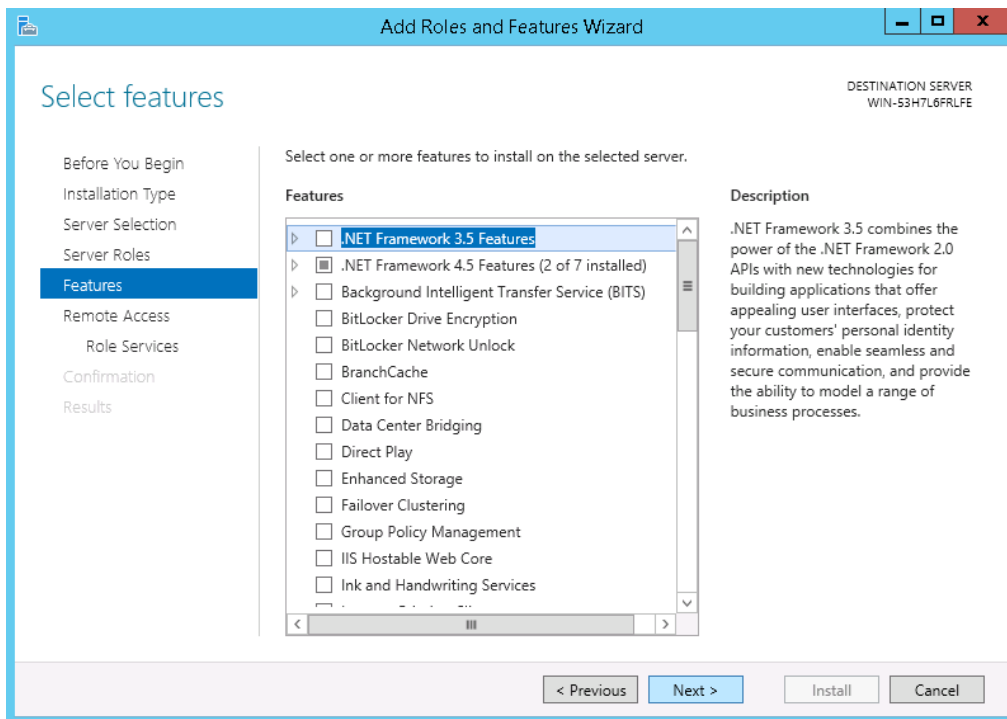 Add Roles and Features Wizard
Select features
DESTINATION SERVER
WIN-53H7L6FRLFE
Before You Begin
Installation Type
Server Selection
Server Roles
Features
Remote Access
Role Services
Confirmation
Results
Select one or more features to install on the selected server.
Features
.NET Framework 3.5 Features
.NET Framework 4.5 Features (2 of 7 installed)
Background Intelligent Transfer Service (BITS)
BitLocker Drive Encryption
BitLocker Network Unlock
BranchCache
Client for NFS
Data Center Bridging
Direct Play
Enhanced Storage
Failover Clustering
Group Policy Management
IIS Hostable Web Core
Ink and Handwriting Services
Description
.NET Framework 3.5 combines the
power of the .NET Framework 2.0
APIs with new technologies for
building applications that offer
appealing user interfaces, protect
your customers' personal identity
information, enable seamless and
secure communication, and provide
the ability to model a range of
business processes.
< Previous
Next >
Install
Cancel